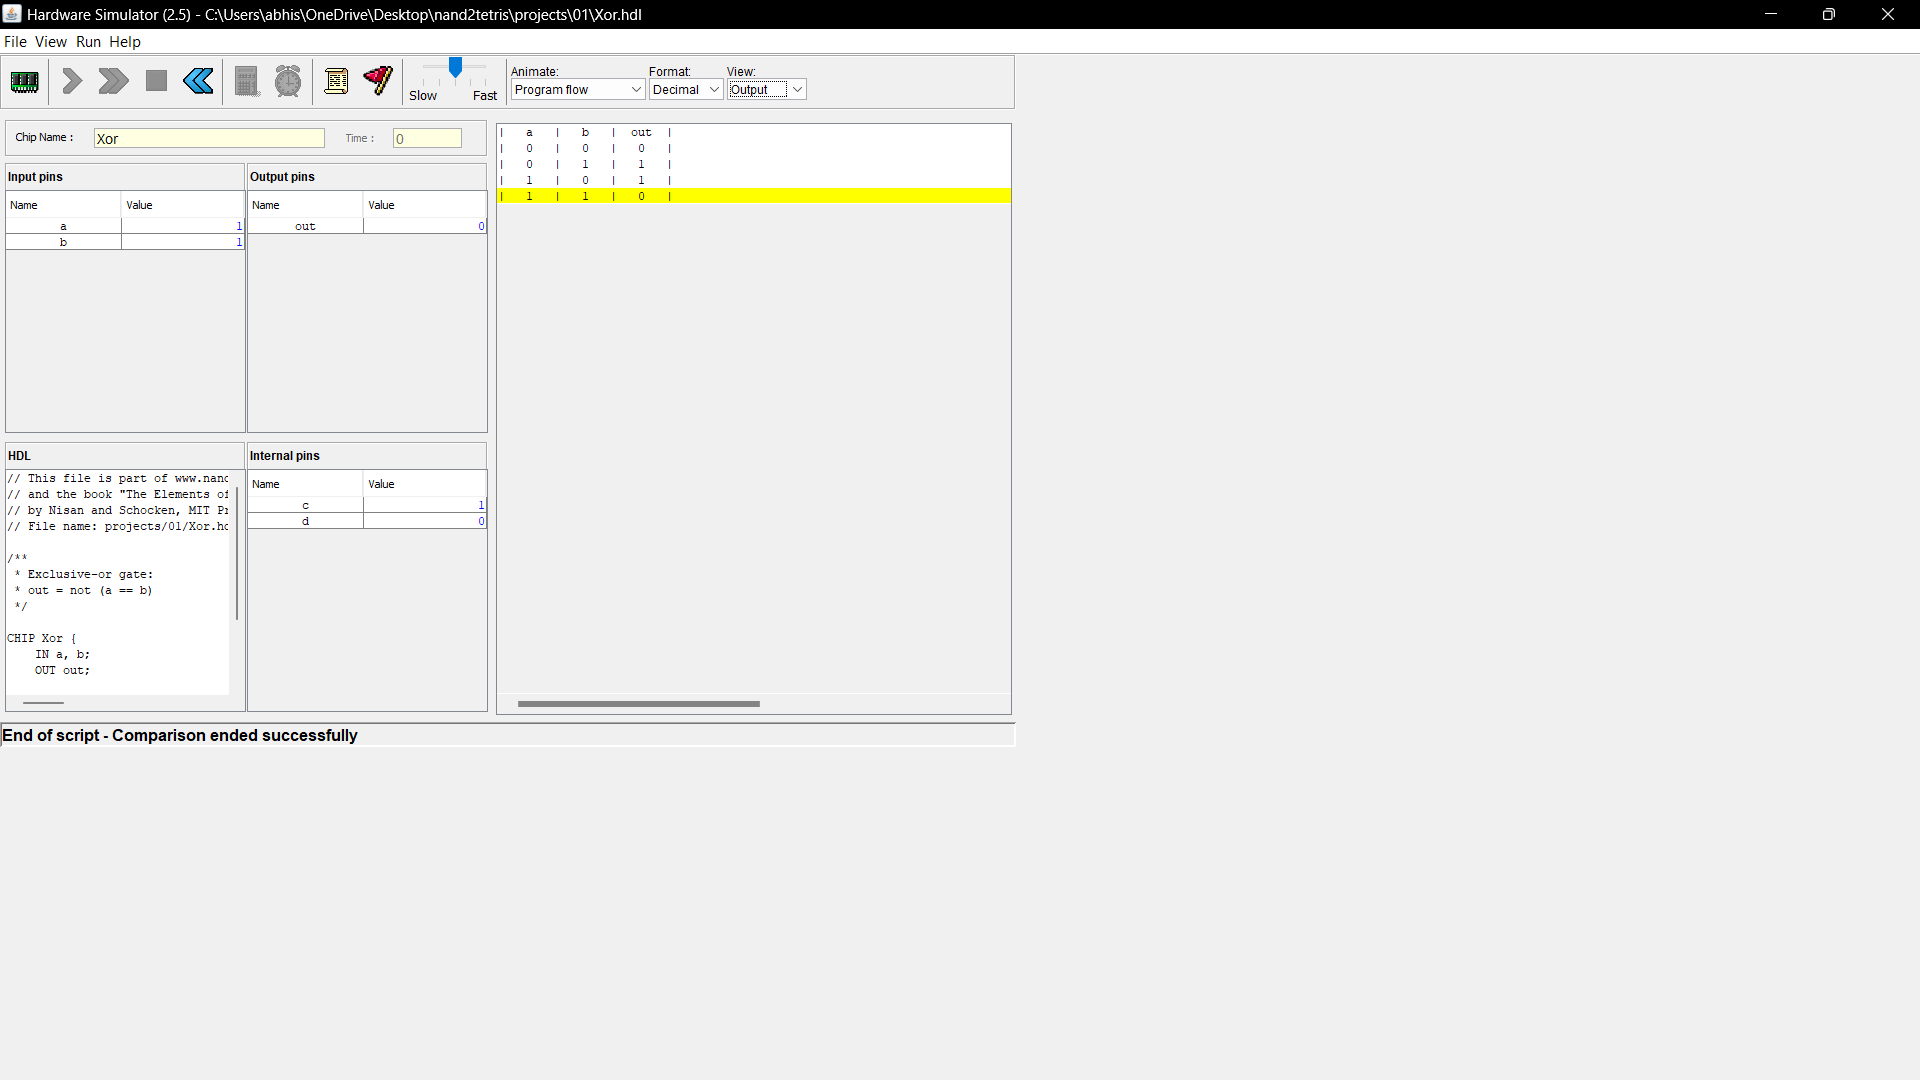 Hardware Simulator (2.5) - C:\Users\abhis\OneDrive\Desktop\nand2tetris\projects\01\Xor.hdl
File View Run Help
Slow Fast
Animate: Format: View:
Program flow Decimal Output
Chip Name : Xor Time : 0
Input pins
Name Value
a 1
b 1
Output pins
Name Value
out 0
| a | b | out |
| 0 | 0 | 0 |
| 0 | 1 | 1 |
| 1 | 0 | 1 |
| 1 | 1 | 0 |
HDL
// This file is part of www.nand
// and the book "The Elements of
// by Nisan and Schocken, MIT Pr
// File name: projects/01/Xor.hd
/**
* Exclusive-or gate:
* out = not (a == b)
*/
CHIP Xor {
IN a, b;
OUT out;
Internal pins
Name Value
c 1
d 0
End of script - Comparison ended successfully